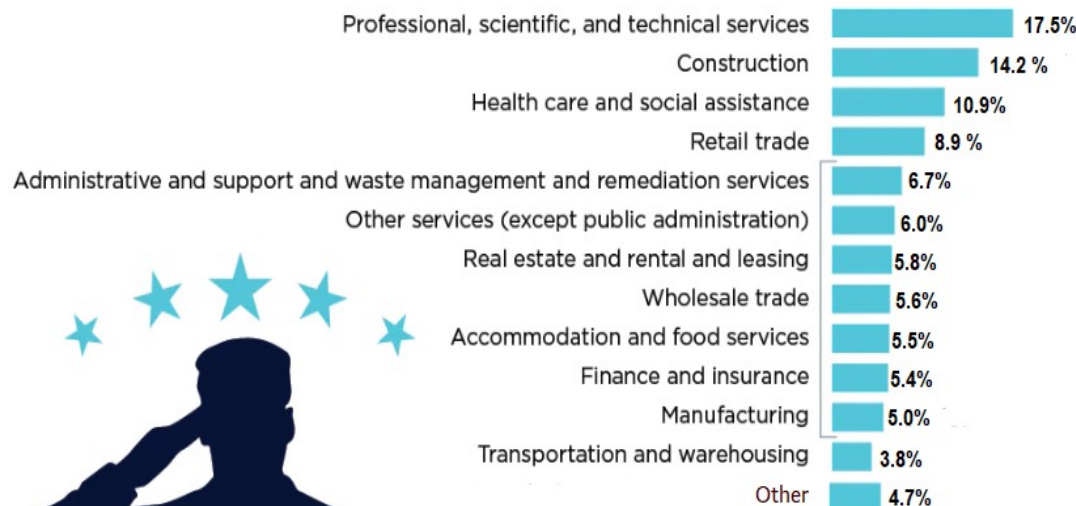 Professional, scientific, and technical services 17.5%
Construction 14.2 %
Health care and social assistance 10.9%
Retail trade 8.9 %
Administrative and support and waste management and remediation services 6.7%
Other services (except public administration) 6.0%
Real estate and rental and leasing 5.8%
Wholesale trade 5.6%
Accommodation and food services 5.5%
Finance and insurance 5.4%
Manufacturing 5.0%
Transportation and warehousing 3.8%
Other 4.7%